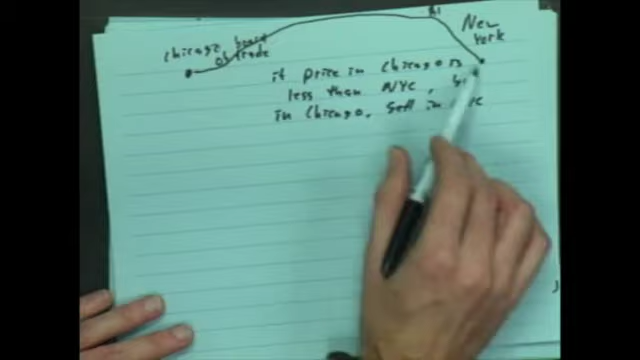 New
York
Chicago board
of trade
if price in Chicago is
less than NYC,
in Chicago, sell in